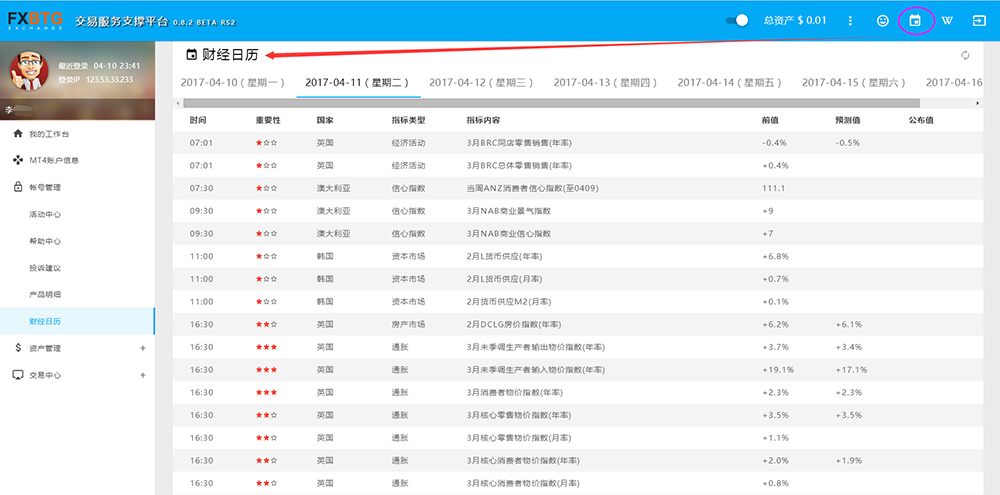 FXBTG
EXCHANGE
交易服务支撑平台 0.8.2 BETA RS2
总资产 $ 0.01
W
最近登录 04-10 23:41
登录IP 123.53.33.233
李
我的工作台
MT4账户信息
帐号管理
活动中心
帮助中心
投诉建议
产品明细
财经日历
资产管理 +
交易中心 +
财经日历
2017-04-10 ( 星期一 ) 2017-04-11 ( 星期二 ) 2017-04-12 ( 星期三 ) 2017-04-13 ( 星期四 ) 2017-04-14 ( 星期五 ) 2017-04-15 ( 星期六 ) 2017-04-16
时间 重要性 国家 指标类型 指标内容 前值 预测值 公布值
07:01 ★☆☆ 英国 经济活动 3月BRC同店零售销售(年率) -0.4% -0.5%
07:01 ★☆☆ 英国 经济活动 3月BRC总体零售销售(年率) +0.4%
07:30 ★☆☆ 澳大利亚 信心指数 当周ANZ消费者信心指数(至0409) 111.1
09:30 ★☆☆ 澳大利亚 信心指数 3月NAB商业景气指数 +9
09:30 ★☆☆ 澳大利亚 信心指数 3月NAB商业信心指数 +7
11:00 ★☆☆ 韩国 资本市场 2月L货币供应(年率) +6.8%
11:00 ★☆☆ 韩国 资本市场 2月L货币供应(月率) +0.7%
11:00 ★☆☆ 韩国 资本市场 2月货币供应M2(月率) +0.1%
16:30 ★★☆ 英国 房产市场 2月DCLG房价指数(年率) +6.2% +6.1%
16:30 ★★★ 英国 通胀 3月未季调生产者输出物价指数(年率) +3.7% +3.4%
16:30 ★★★ 英国 通胀 3月未季调生产者输入物价指数(年率) +19.1% +17.1%
16:30 ★★★ 英国 通胀 3月消费者物价指数(年率) +2.3% +2.3%
16:30 ★★☆ 英国 通胀 3月核心零售物价指数(年率) +3.5% +3.5%
16:30 ★★☆ 英国 通胀 3月核心零售物价指数(月率) +1.1%
16:30 ★★☆ 英国 通胀 3月核心消费者物价指数(年率) +2.0% +1.9%
16:30 ★★☆ 英国 通胀 3月核心消费者物价指数(月率) +0.8%